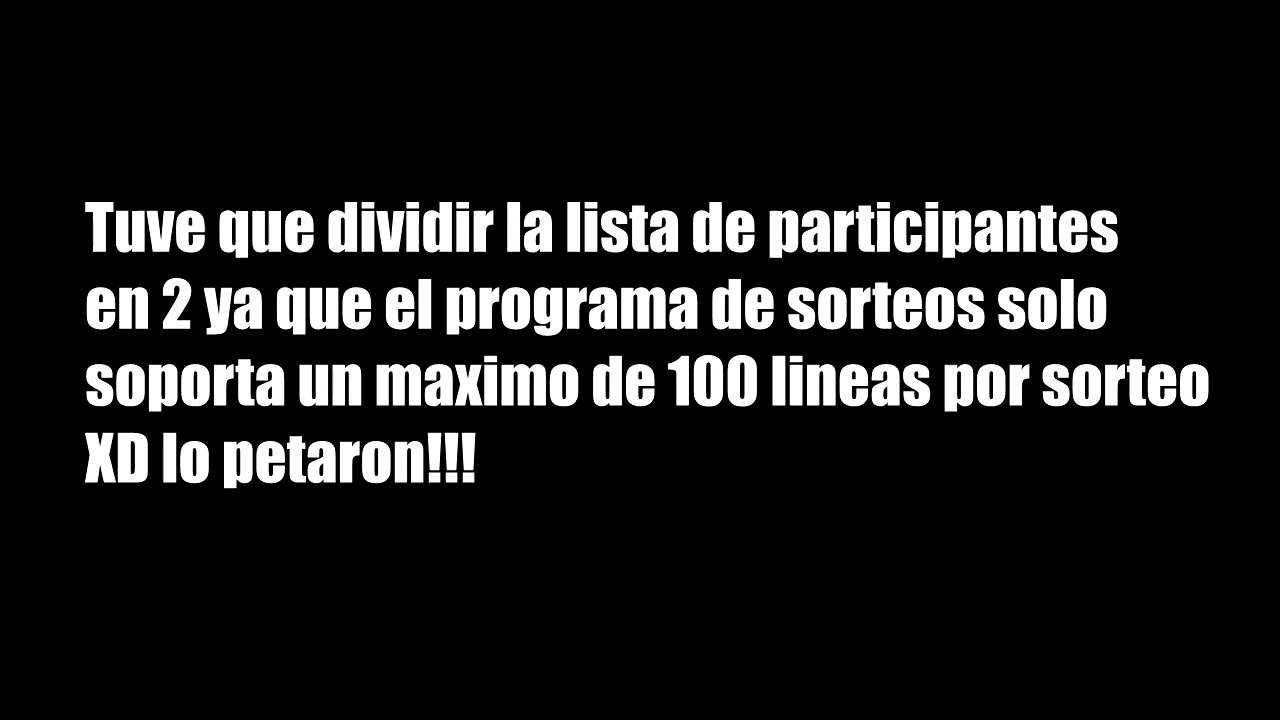 Tuve que dividir la lista de participantes
en 2 ya que el programa de sorteos solo
soporta un maximo de 100 lineas por sorteo
XD lo petaron!!!